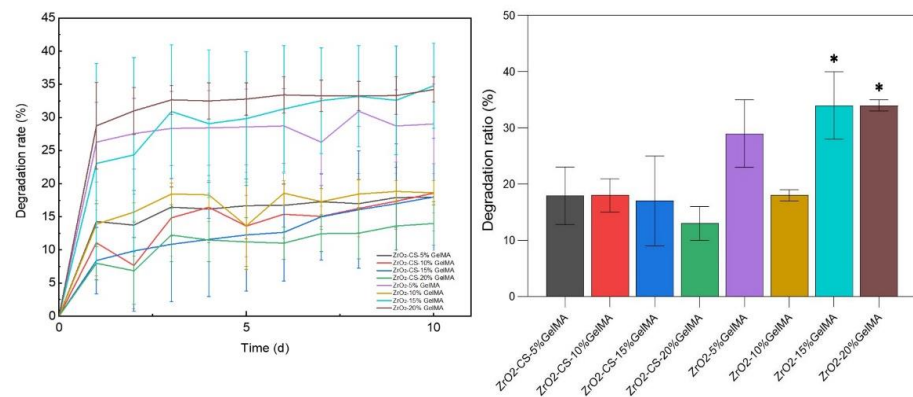 Degradation rate (%)
45
40
35
30
25
20
15
10
5
0
ZrO2-CS-5% GelMA
ZrO2-CS-10% GelMA
ZrO2-CS-15% GelMA
ZrO2-CS-20% GelMA
ZrO2-5% GelMA
ZrO2-10% GelMA
ZrO2-15% GelMA
ZrO2-20% GelMA
0
5
10
Time (d)
Degradation ratio (%)
50
40
30
20
10
0
*
*
ZrO2-CS-5%GelMA
ZrO2-CS-10%GelMA
ZrO2-CS-15%GelMA
ZrO2-CS-20%GelMA
ZrO2-5%GelMA
ZrO2-10%GelMA
ZrO2-15%GelMA
ZrO2-20%GelMA